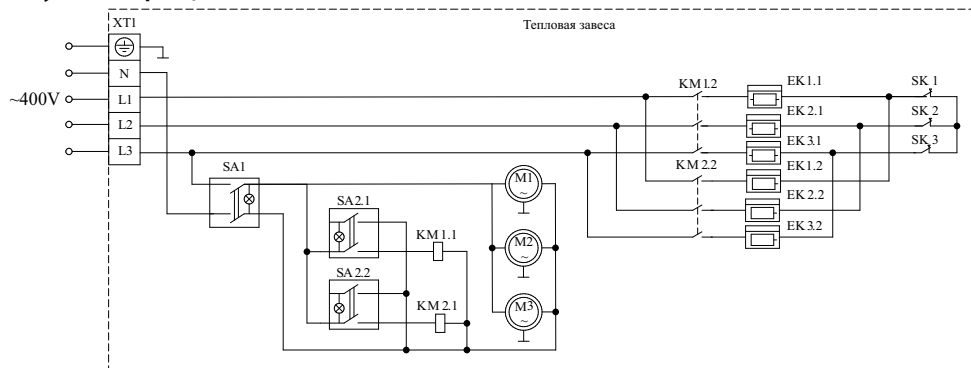 XT1
Тепловая завеса
N
~400V
L1
L2
L3
KM1.2
EK1.1
SK 1
EK2.1
SK 2
EK3.1
SK 3
KM2.2
EK1.2
EK2.2
EK3.2
SA1
M1
~
SA2.1
KM1.1
M2
~
SA2.2
KM2.1
M3
~